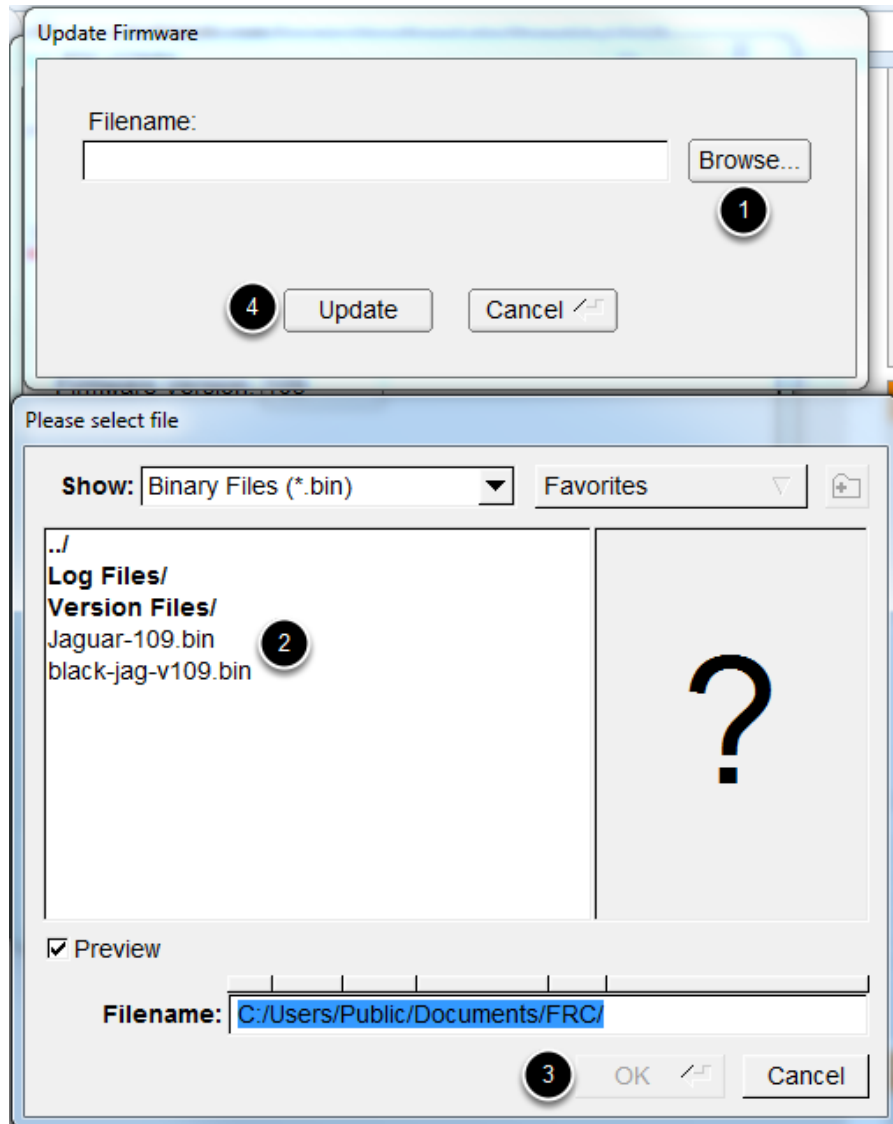 Update Firmware
Filename:
Browse...
1
4
Update
Cancel
Please select file
Show: Binary Files (*.bin)
Favorites
../
Log Files/
Version Files/
Jaguar-109.bin
2
black-jag-v109.bin
?
Preview
Filename: C:/Users/Public/Documents/FRC/
3
OK
Cancel